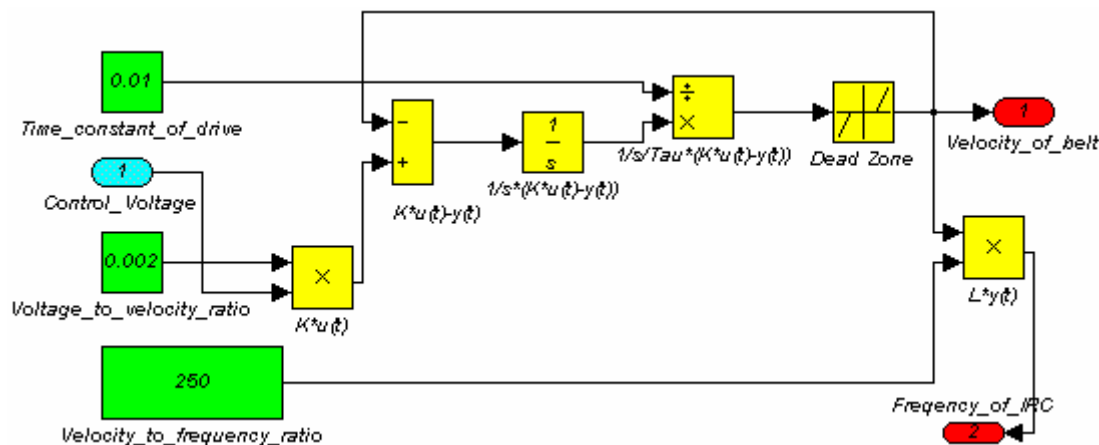 0.01
Time_constant_of_drive
1
Control_Voltage
0.002
Voltage_to_velocity_ratio
250
Velocity_to_frequency_ratio
×
K*u(t)
−
+
K*u(t)-y(t)
1
s
1/s*(K*u(t)-y(t))
÷
×
1/s/Tau*(K*u(t)-y(t))
Dead Zone
1
Velocity_of_belt
×
L*y(t)
Freqency_of_IRC
2